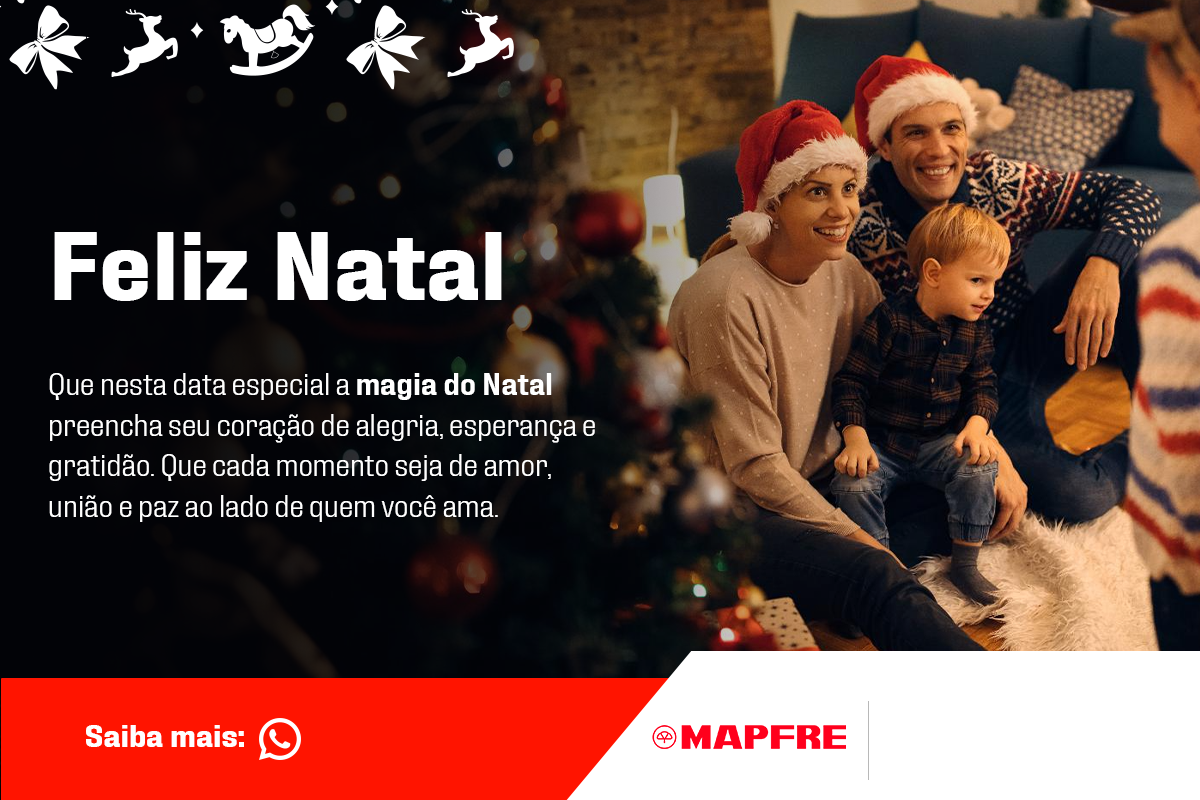 Feliz Natal
Que nesta data especial a magia do Natal
preencha seu coração de alegria, esperança e
gratidão. Que cada momento seja de amor,
união e paz ao lado de quem você ama.
Saiba mais:
MAPFRE